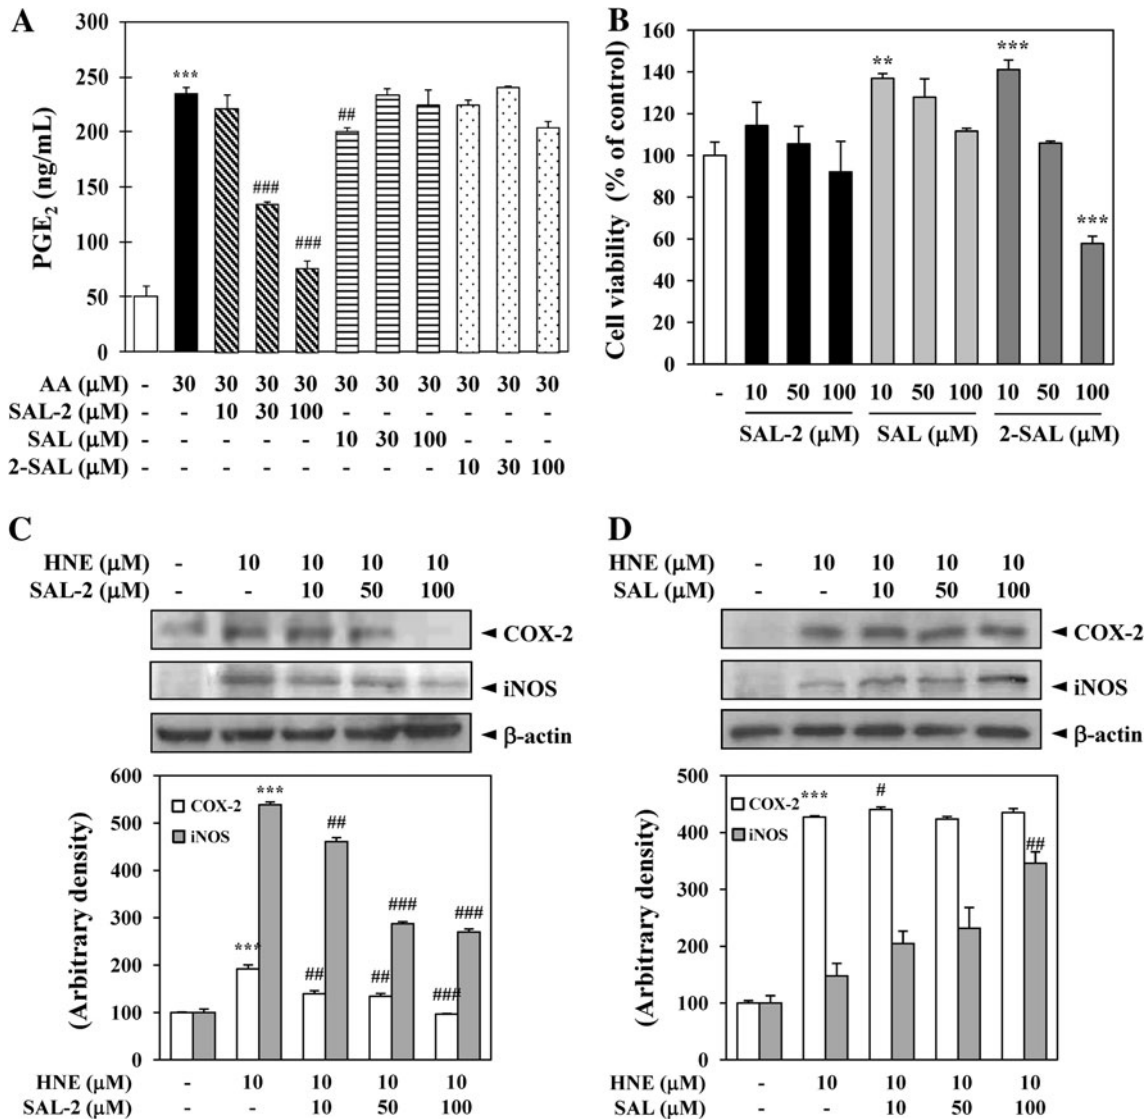 A
B
PGE₂ (ng/mL)
300
250
200
150
100
50
0
***
###
###
##
AA (μM) - 30 30 30 30 30 30 30 30 30 30
SAL-2 (μM) - - 10 30 100 - - - - - -
SAL (μM) - - - - - 10 30 100 - - -
2-SAL (μM) - - - - - - - - 10 30 100
Cell viability (% of control)
160
140
120
100
80
60
40
20
0
**
***
***
- 10 50 100 10 50 100 10 50 100
SAL-2 (μM) SAL (μM) 2-SAL (μM)
C
HNE (μM) - 10 10 10 10
SAL-2 (μM) - - 10 50 100
COX-2
iNOS
β-actin
(Arbitrary density)
600
500
400
300
200
100
0
COX-2
iNOS
***
***
##
##
###
##
###
###
HNE (μM) - 10 10 10 10
SAL-2 (μM) - - 10 50 100
D
HNE (μM) - 10 10 10 10
SAL (μM) - - 10 50 100
COX-2
iNOS
β-actin
(Arbitrary density)
500
400
300
200
100
0
COX-2
iNOS
***
#
##
HNE (μM) - 10 10 10 10
SAL (μM) - - 10 50 100